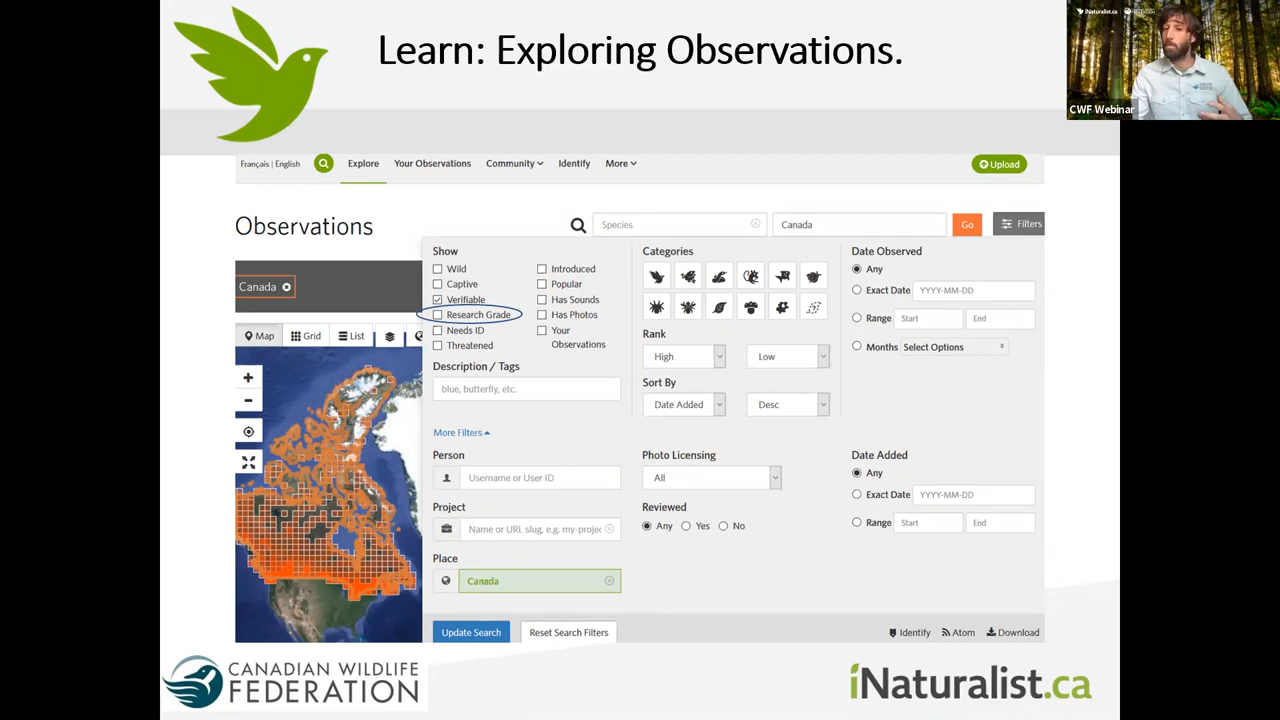 Learn: Exploring Observations.
iNaturalist.ca
CWF Webinar
Français | English
Explore
Your Observations
Community
Identify
More
Upload
Observations
Species
Canada
Go
Filters
Canada
Map
Grid
List
Show
Wild
Captive
Verifiable
Research Grade
Needs ID
Threatened
Introduced
Popular
Has Sounds
Has Photos
Your
Observations
Description / Tags
blue, butterfly, etc.
Categories
Rank
High
Low
Sort By
Date Added
Desc
Date Observed
Any
Exact Date
YYYY-MM-DD
Range
Start
End
Months
Select Options
More Filters
Person
Username or User ID
Project
Name or URL slug, e.g. my-projec
Place
Canada
Photo Licensing
All
Reviewed
Any
Yes
No
Date Added
Any
Exact Date
YYYY-MM-DD
Range
Start
End
Update Search
Reset Search Filters
Identify
Atom
Download
CANADIAN WILDLIFE
FEDERATION
iNaturalist.ca